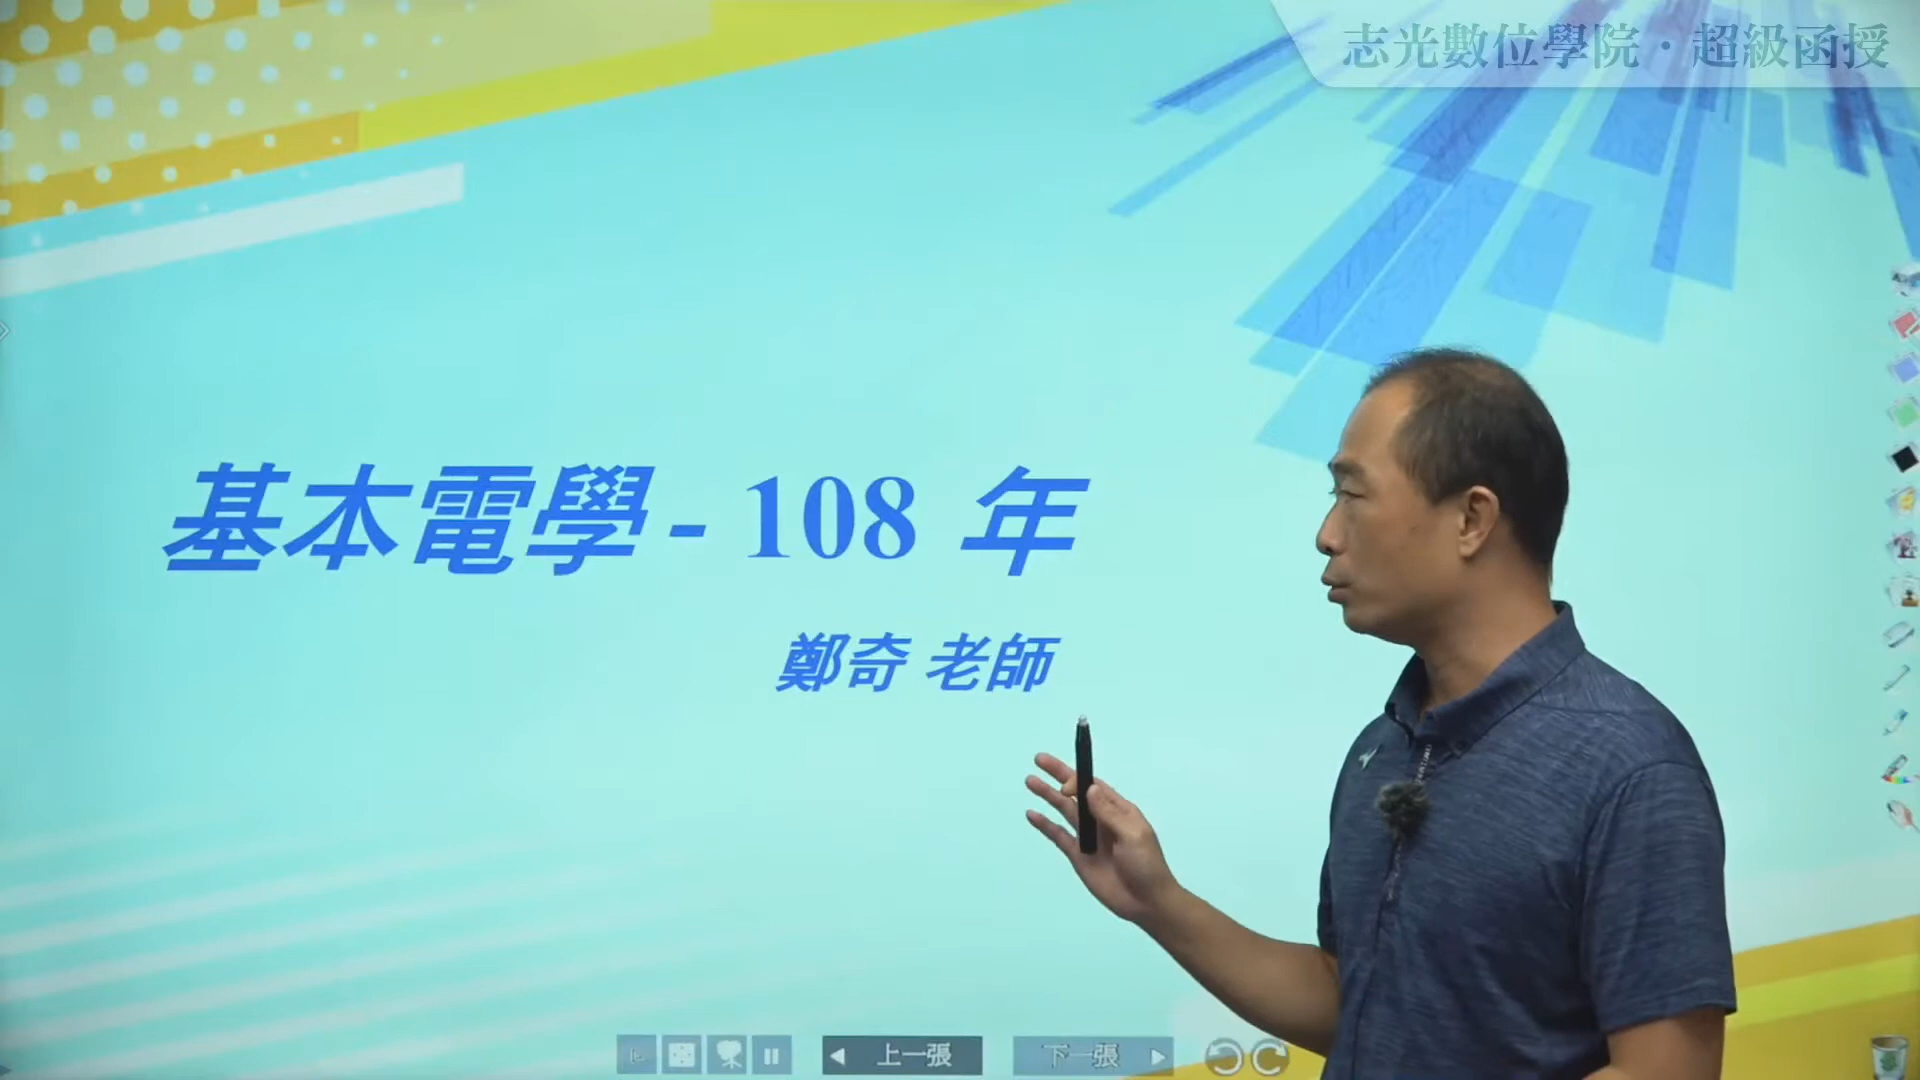 志光數位學院·超級函授
基本電學 - 108 年
鄭奇 老師
上一張
下一張